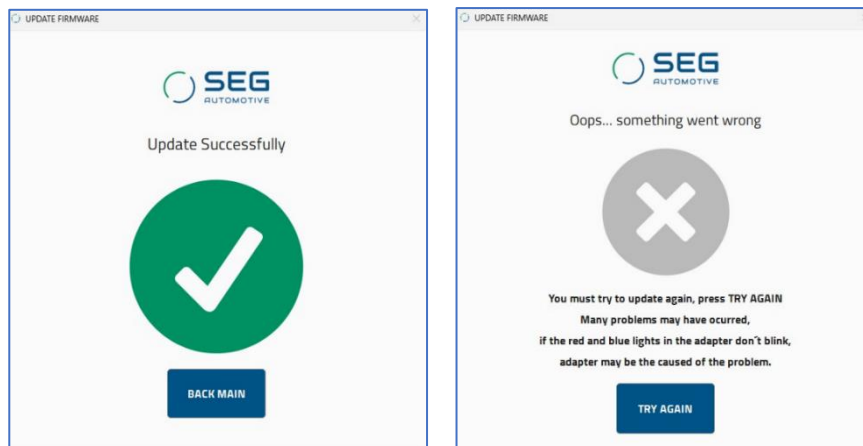 UPDATE FIRMWARE
SEG
AUTOMOTIVE
Update Successfully
BACK MAIN
UPDATE FIRMWARE
SEG
AUTOMOTIVE
Oops... something went wrong
You must try to update again, press TRY AGAIN
Many problems may have ocurred,
if the red and blue lights in the adapter don´t blink,
adapter may be the caused of the problem.
TRY AGAIN